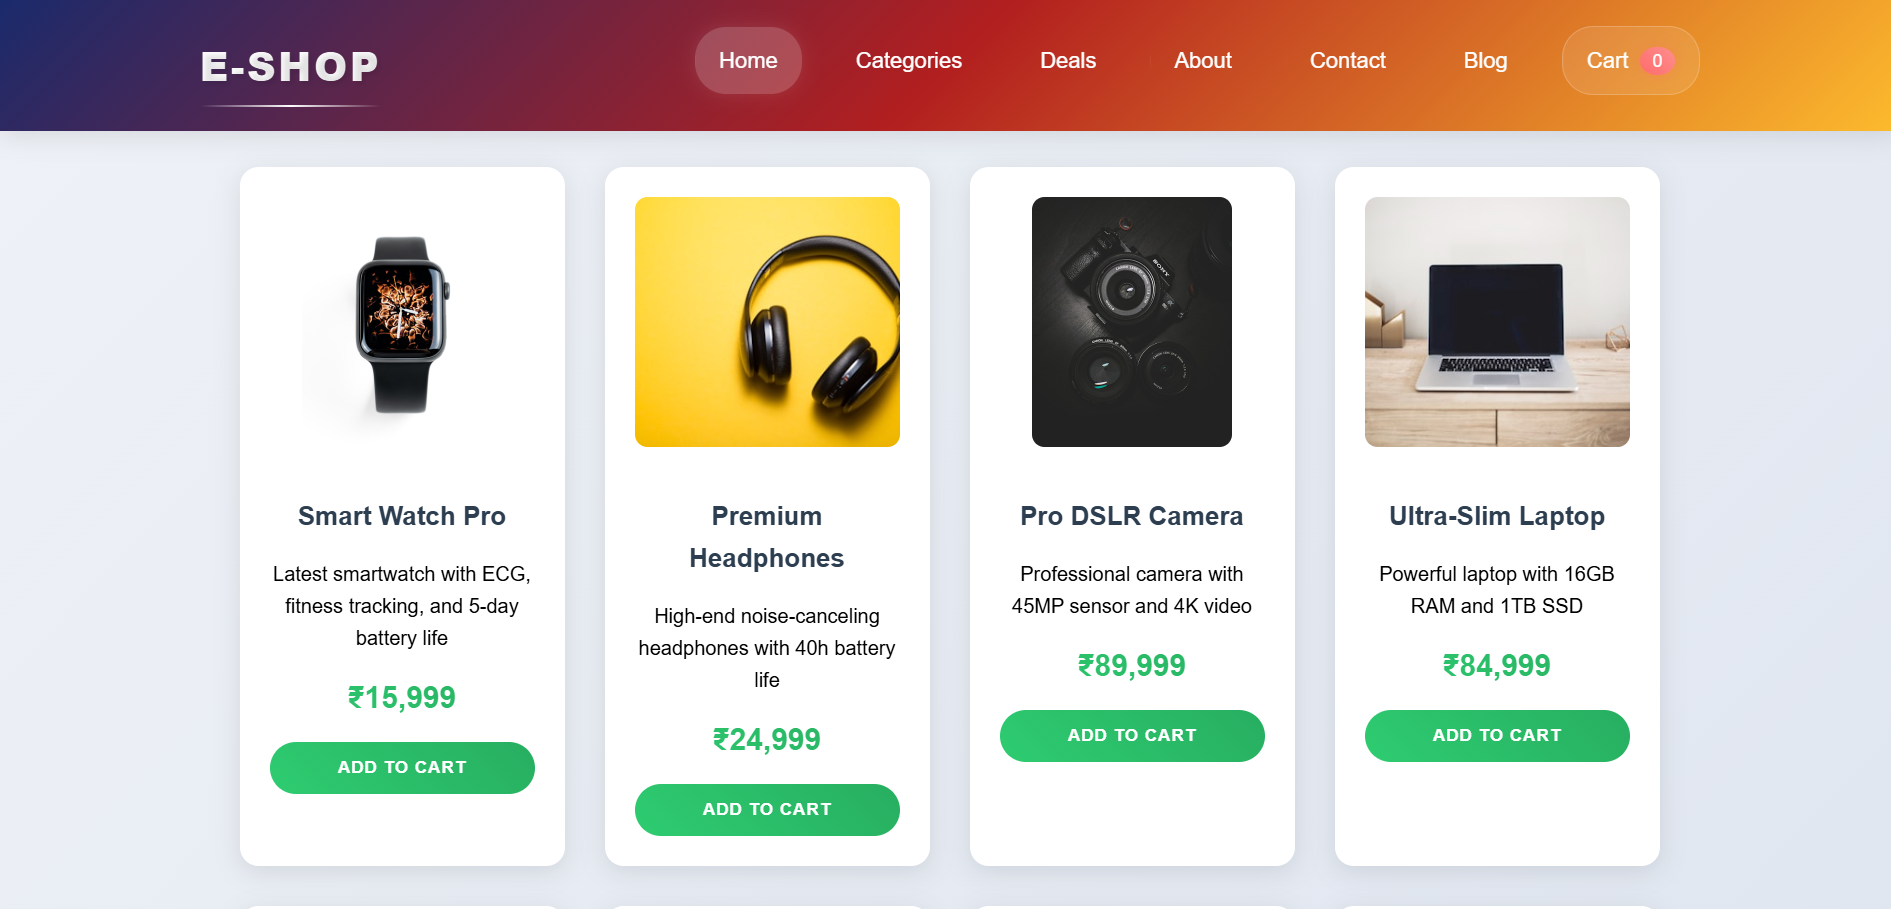 E-SHOP
Home
Categories
Deals
About
Contact
Blog
Cart 0
SONY
Smart Watch Pro
Latest smartwatch with ECG,
fitness tracking, and 5-day
battery life
₹15,999
ADD TO CART
Premium
Headphones
High-end noise-canceling
headphones with 40h battery
life
₹24,999
ADD TO CART
Pro DSLR Camera
Professional camera with
45MP sensor and 4K video
₹89,999
ADD TO CART
Ultra-Slim Laptop
Powerful laptop with 16GB
RAM and 1TB SSD
₹84,999
ADD TO CART